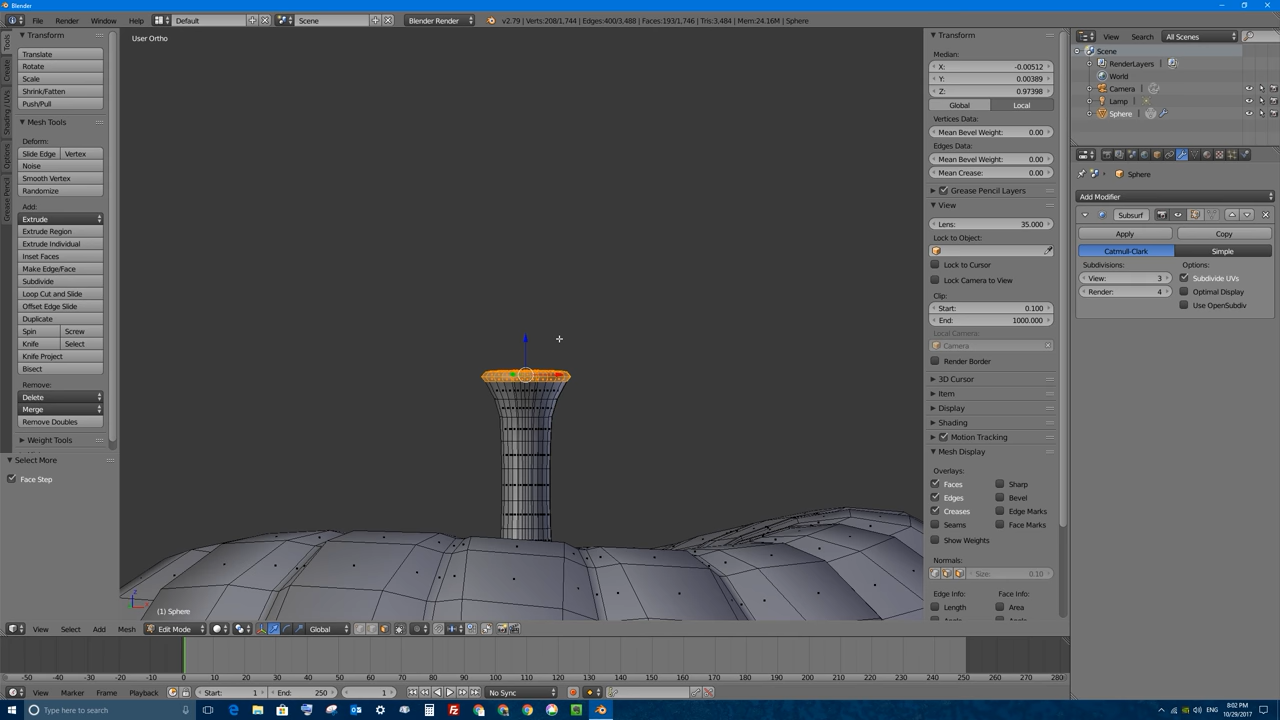 Blender
File Render Window Help Default Scene Blender Render v2.79 | Verts:208/1,744 | Edges:400/3,488 | Faces:193/1,746 | Tris:3,484 | Mem:24.16M | Sphere
Tools
Create
Shading / UVs
Options
Grease Pencil
Transform
Translate
Rotate
Scale
Shrink/Fatten
Push/Pull
Mesh Tools
Deform:
Slide Edge Vertex
Noise
Smooth Vertex
Randomize
Add:
Extrude
Extrude Region
Extrude Individual
Inset Faces
Make Edge/Face
Subdivide
Loop Cut and Slide
Offset Edge Slide
Duplicate
Spin Screw
Knife Select
Knife Project
Bisect
Remove:
Delete
Merge
Remove Doubles
Weight Tools
Select More
Face Step
User Ortho
(1) Sphere
View Select Add Mesh Edit Mode Global
Transform
Median:
X: -0.00512
Y: 0.00389
Z: 0.97398
Global Local
Vertices Data:
Mean Bevel Weight: 0.00
Edges Data:
Mean Bevel Weight: 0.00
Mean Crease: 0.00
Grease Pencil Layers
View
Lens: 35.000
Lock to Object:
Lock to Cursor
Lock Camera to View
Clip:
Start: 0.100
End: 1000.000
Local Camera:
Camera
Render Border
3D Cursor
Item
Display
Shading
Motion Tracking
Mesh Display
Overlays:
Faces Sharp
Edges Bevel
Creases Edge Marks
Seams Face Marks
Show Weights
Normals:
Size: 0.10
Edge Info: Face Info:
Length Area
View Search All Scenes
Scene
RenderLayers
World
Camera
Lamp
Sphere
Sphere
Add Modifier
Subsurf
Apply Copy
Catmull-Clark Simple
Subdivisions: Options:
View: 3 Subdivide UVs
Render: 4 Optimal Display
Use OpenSubdiv
-50 -40 -30 -20 -10 0 10 20 30 40 50 60 70 80 90 100 110 120 130 140 150 160 170 180 190 200 210 220 230 240 250 260 270 280
View Marker Frame Playback Start: 1 End: 250 1 No Sync
Type here to search
ENG
8:02 PM
10/29/2017